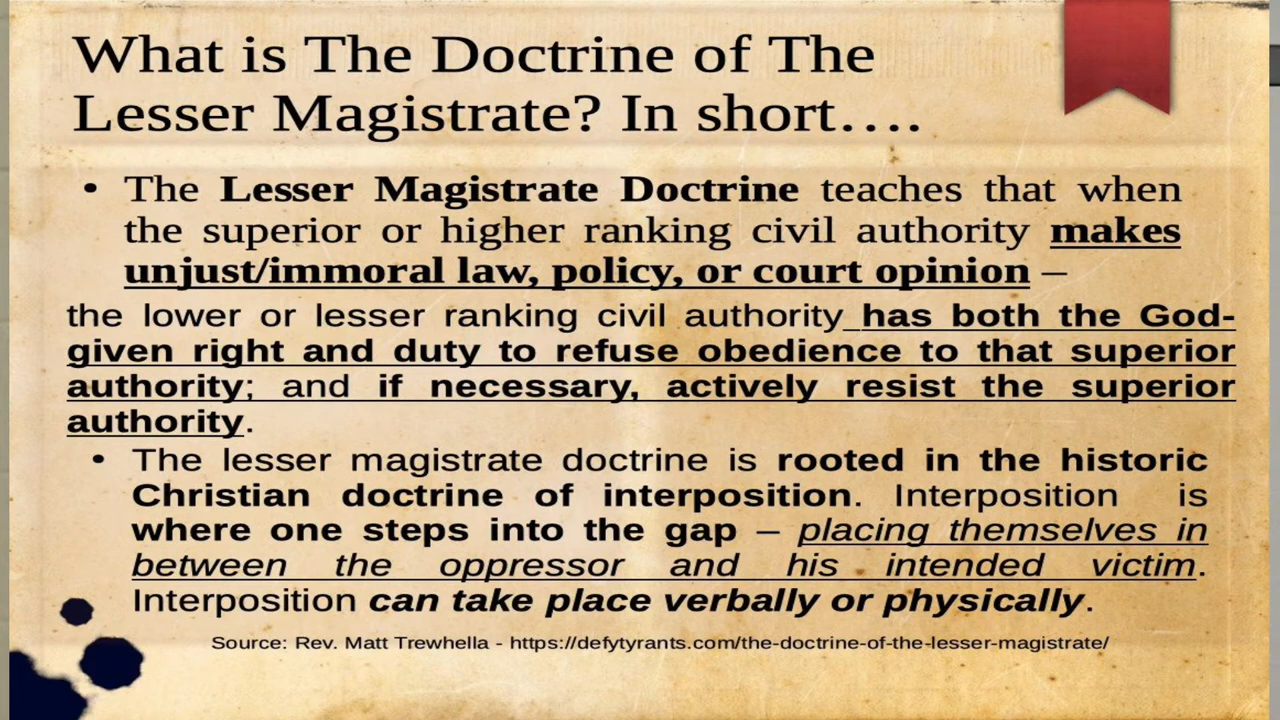 What is The Doctrine of The
Lesser Magistrate? In short….
• The Lesser Magistrate Doctrine teaches that when
the superior or higher ranking civil authority makes
unjust/immoral law, policy, or court opinion –
the lower or lesser ranking civil authority has both the God-
given right and duty to refuse obedience to that superior
authority; and if necessary, actively resist the superior
authority.
• The lesser magistrate doctrine is rooted in the historic
Christian doctrine of interposition. Interposition is
where one steps into the gap – placing themselves in
between the oppressor and his intended victim.
Interposition can take place verbally or physically.
Source: Rev. Matt Trewhella - https://defytyrants.com/the-doctrine-of-the-lesser-magistrate/